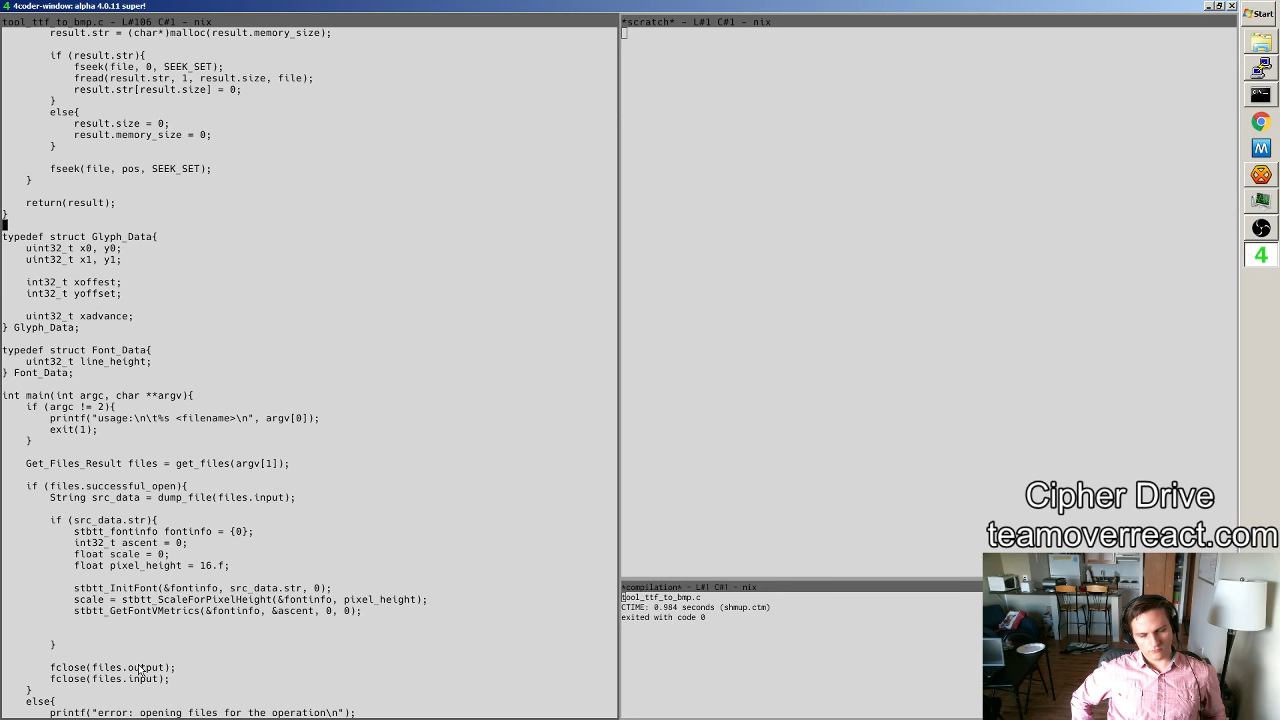 4coder-window: alpha 4.0.11 super!
tool_ttf_to_bmp.c - L#106 C#1 - nix
result.str = (char*)malloc(result.memory_size);
if (result.str){
fseek(file, 0, SEEK_SET);
fread(result.str, 1, result.size, file);
result.str[result.size] = 0;
}
else{
result.size = 0;
result.memory_size = 0;
}
fseek(file, pos, SEEK_SET);
}
return(result);
}
typedef struct Glyph_Data{
uint32_t x0, y0;
uint32_t x1, y1;
int32_t xoffest;
int32_t yoffset;
uint32_t xadvance;
} Glyph_Data;
typedef struct Font_Data{
uint32_t line_height;
} Font_Data;
int main(int argc, char **argv){
if (argc != 2){
printf("usage:\n\t%s <filename>\n", argv[0]);
exit(1);
}
Get_Files_Result files = get_files(argv[1]);
if (files.successful_open){
String src_data = dump_file(files.input);
if (src_data.str){
stbtt_fontinfo fontinfo = {0};
int32_t ascent = 0;
float scale = 0;
float pixel_height = 16.f;
stbtt_InitFont(&fontinfo, src_data.str, 0);
scale = stbtt_ScaleForPixelHeight(&fontinfo, pixel_height);
stbtt_GetFontVMetrics(&fontinfo, &ascent, 0, 0);
}
fclose(files.output);
fclose(files.input);
}
else{
printf("error: opening files for the operation\n");
*scratch* - L#1 C#1 - nix
*compilation* - L#1 C#1 - nix
tool_ttf_to_bmp.c
CTIME: 0.984 seconds (shmup.ctm)
exited with code 0
Start
M
4
Cipher Drive
teamoverreact.com